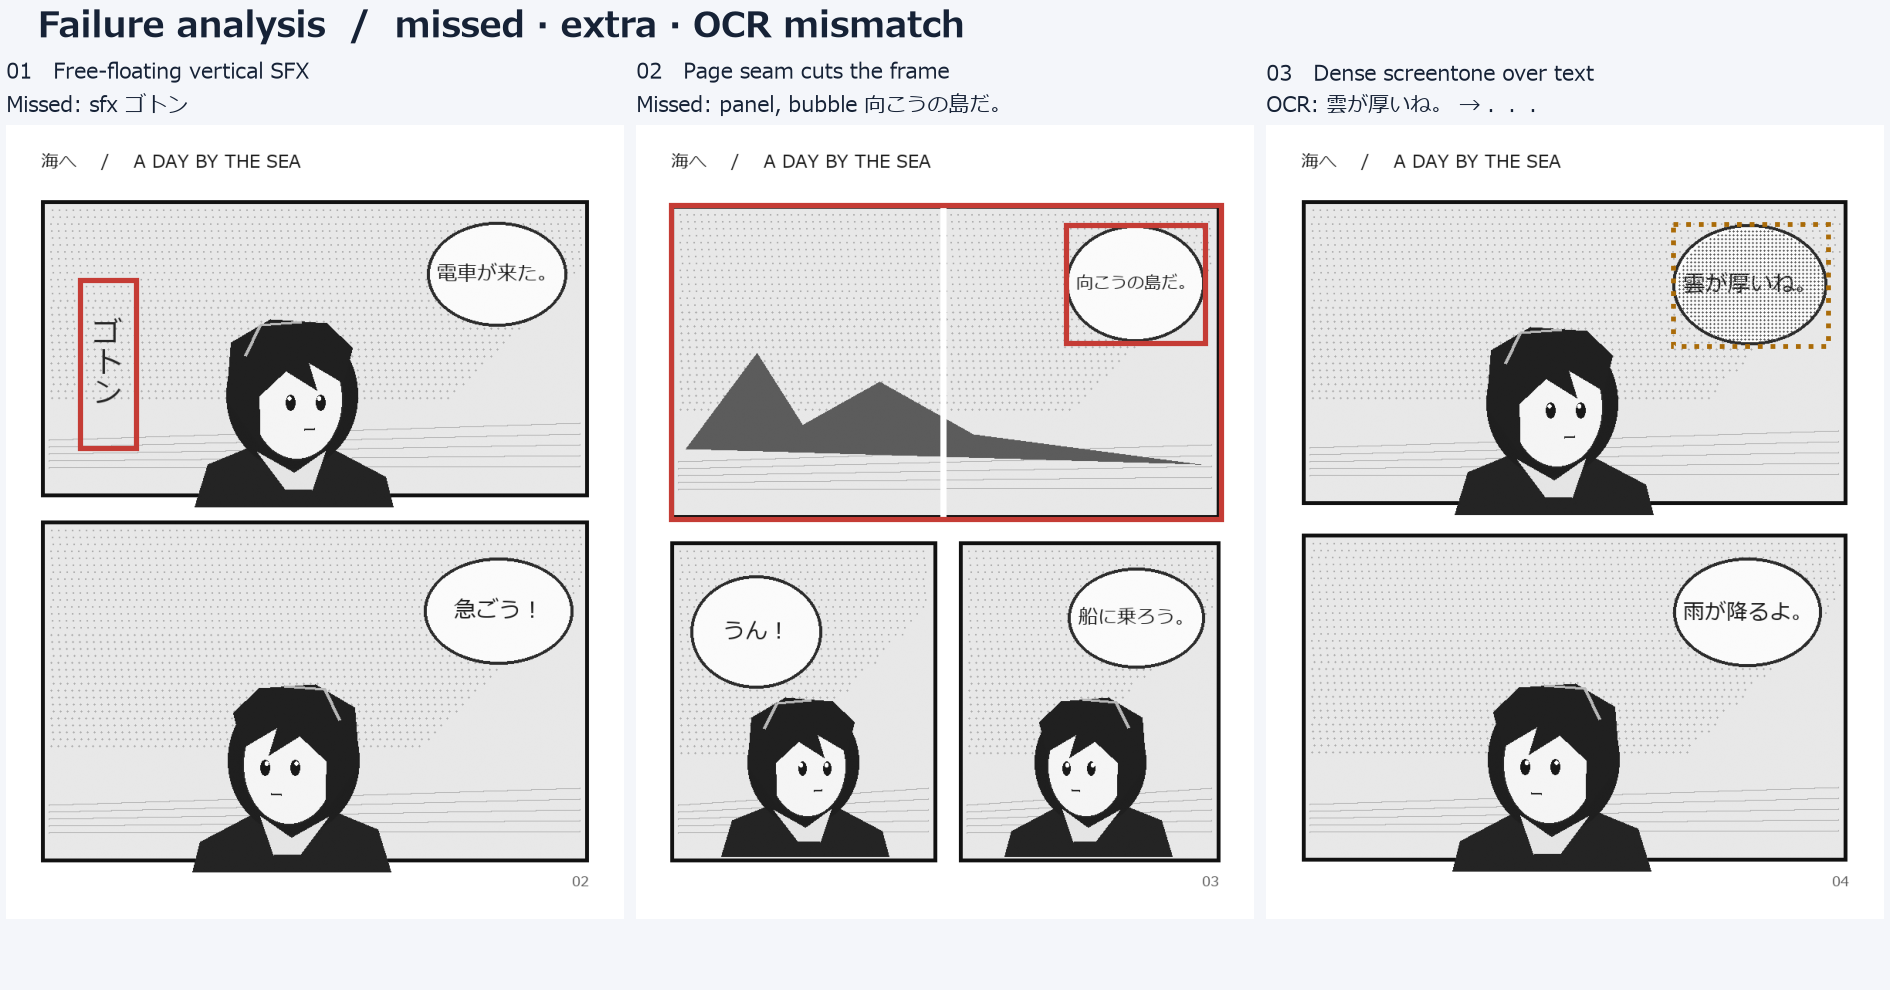 Failure analysis / missed · extra · OCR mismatch
01 Free-floating vertical SFX
Missed: sfx ゴトン
海へ / A DAY BY THE SEA
電車が来た。
ゴトン
急ごう！
02
02 Page seam cuts the frame
Missed: panel, bubble 向こうの島だ。
海へ / A DAY BY THE SEA
向こうの島だ。
うん！
船に乗ろう。
03
03 Dense screentone over text
OCR: 雲が厚いね。 → . . .
海へ / A DAY BY THE SEA
雲が厚いね。
雨が降るよ。
04